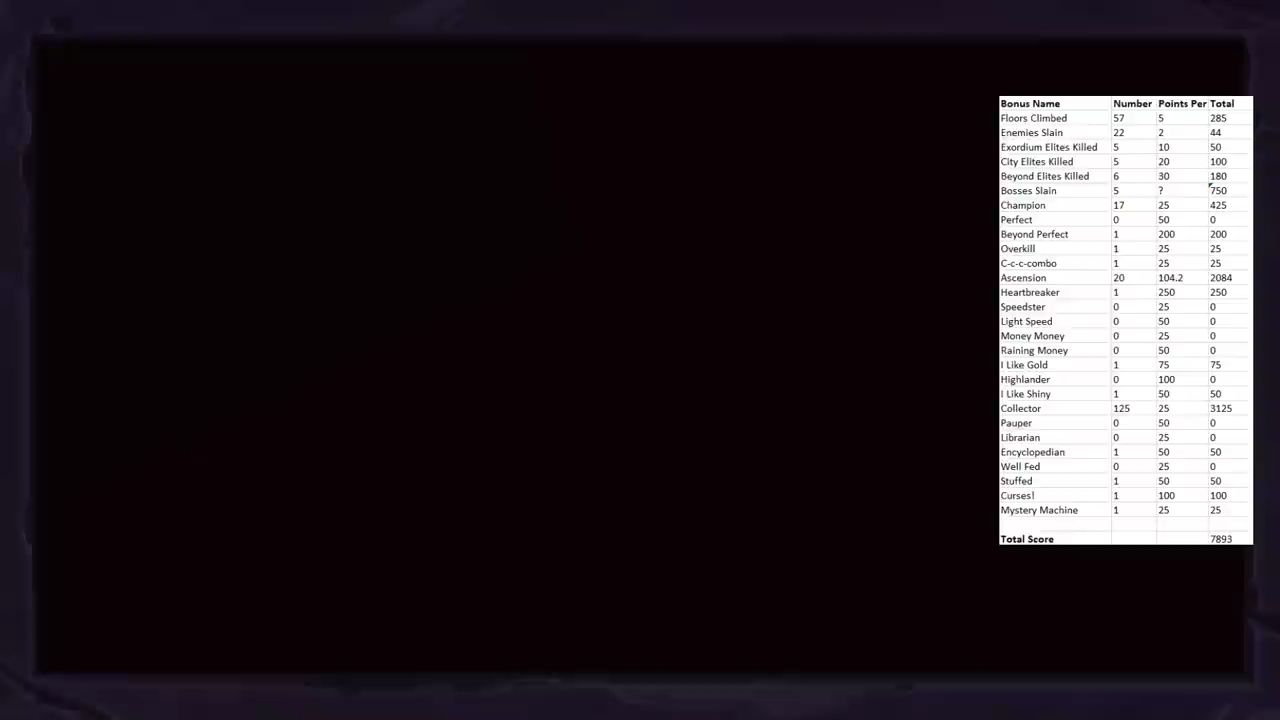 Bonus Name Number Points Per Total
Floors Climbed 57 5 285
Enemies Slain 22 2 44
Exordium Elites Killed 5 10 50
City Elites Killed 5 20 100
Beyond Elites Killed 6 30 180
Bosses Slain 5 ? 750
Champion 17 25 425
Perfect 0 50 0
Beyond Perfect 1 200 200
Overkill 1 25 25
C-c-c-combo 1 25 25
Ascension 20 104.2 2084
Heartbreaker 1 250 250
Speedster 0 25 0
Light Speed 0 50 0
Money Money 0 25 0
Raining Money 0 50 0
I Like Gold 1 75 75
Highlander 0 100 0
I Like Shiny 1 50 50
Collector 125 25 3125
Pauper 0 50 0
Librarian 0 25 0
Encyclopedian 1 50 50
Well Fed 0 25 0
Stuffed 1 50 50
Curses! 1 100 100
Mystery Machine 1 25 25
Total Score 7893